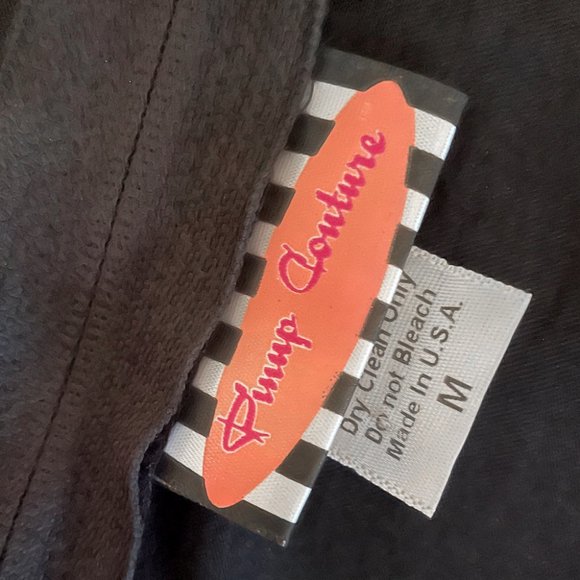 Pinup Couture
Dry Clean Only
Do not Bleach
Made In U.S.A.
M